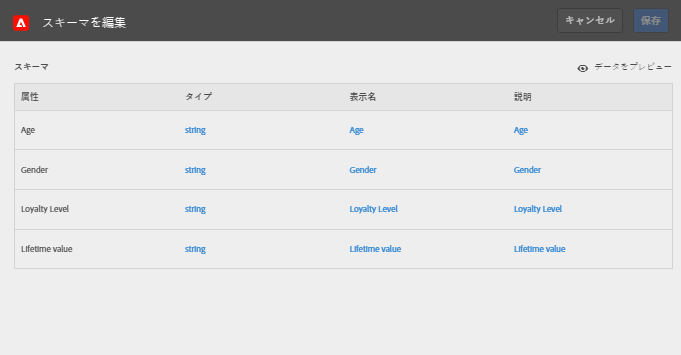 スキーマを編集
キャンセル
保存
スキーマ
データをプレビュー
属性 タイプ 表示名 説明
Age string Age Age
Gender string Gender Gender
Loyalty Level string Loyalty Level Loyalty Level
Lifetime value string Lifetime value Lifetime value